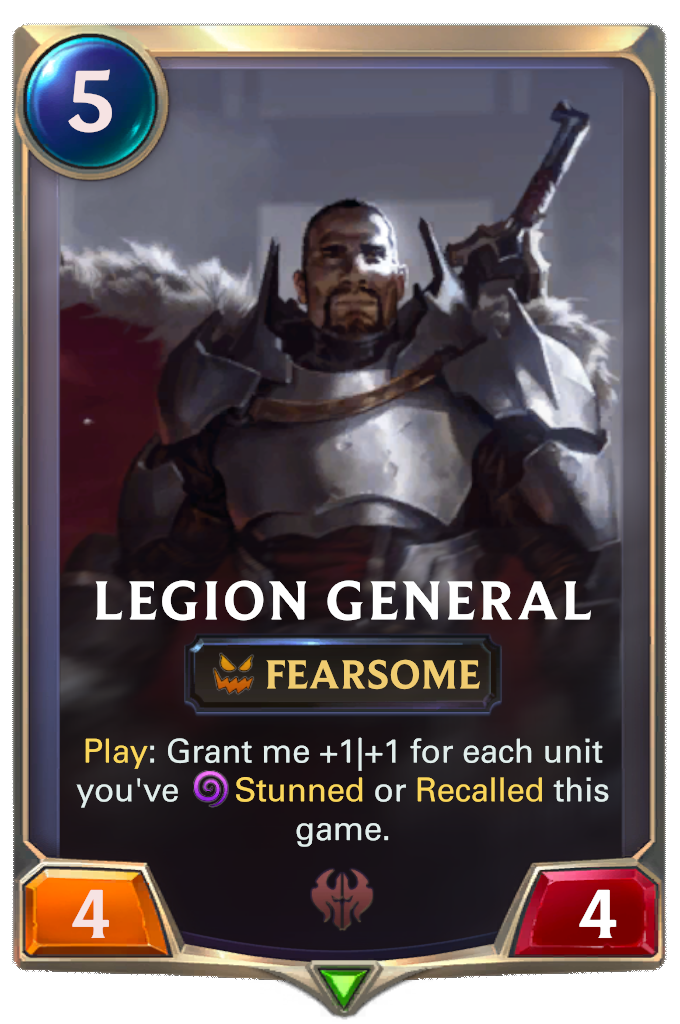 5
LEGION GENERAL
FEARSOME
Play: Grant me +1|+1 for each unit
you've Stunned or Recalled this
game.
4
4